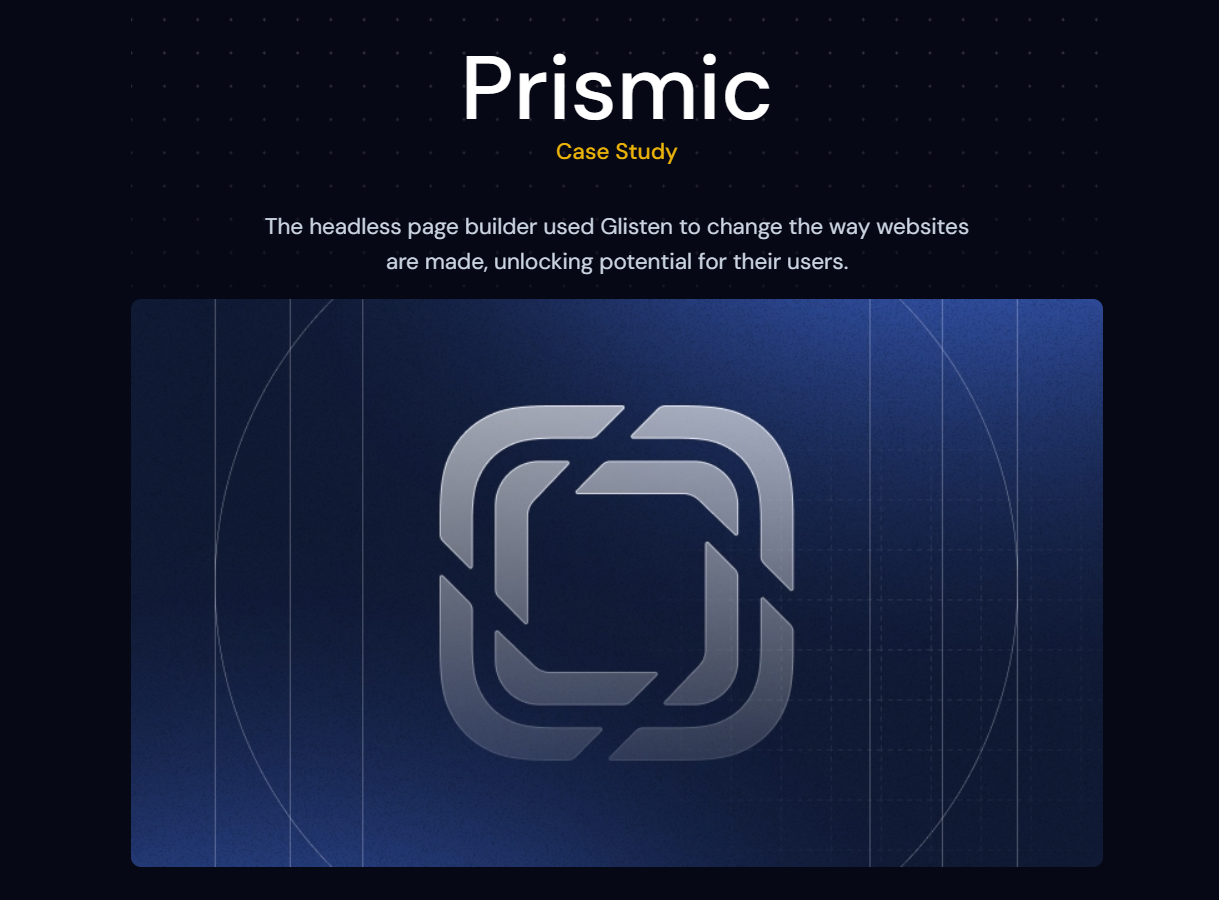 Prismic
Case Study
The headless page builder used Glisten to change the way websites
are made, unlocking potential for their users.